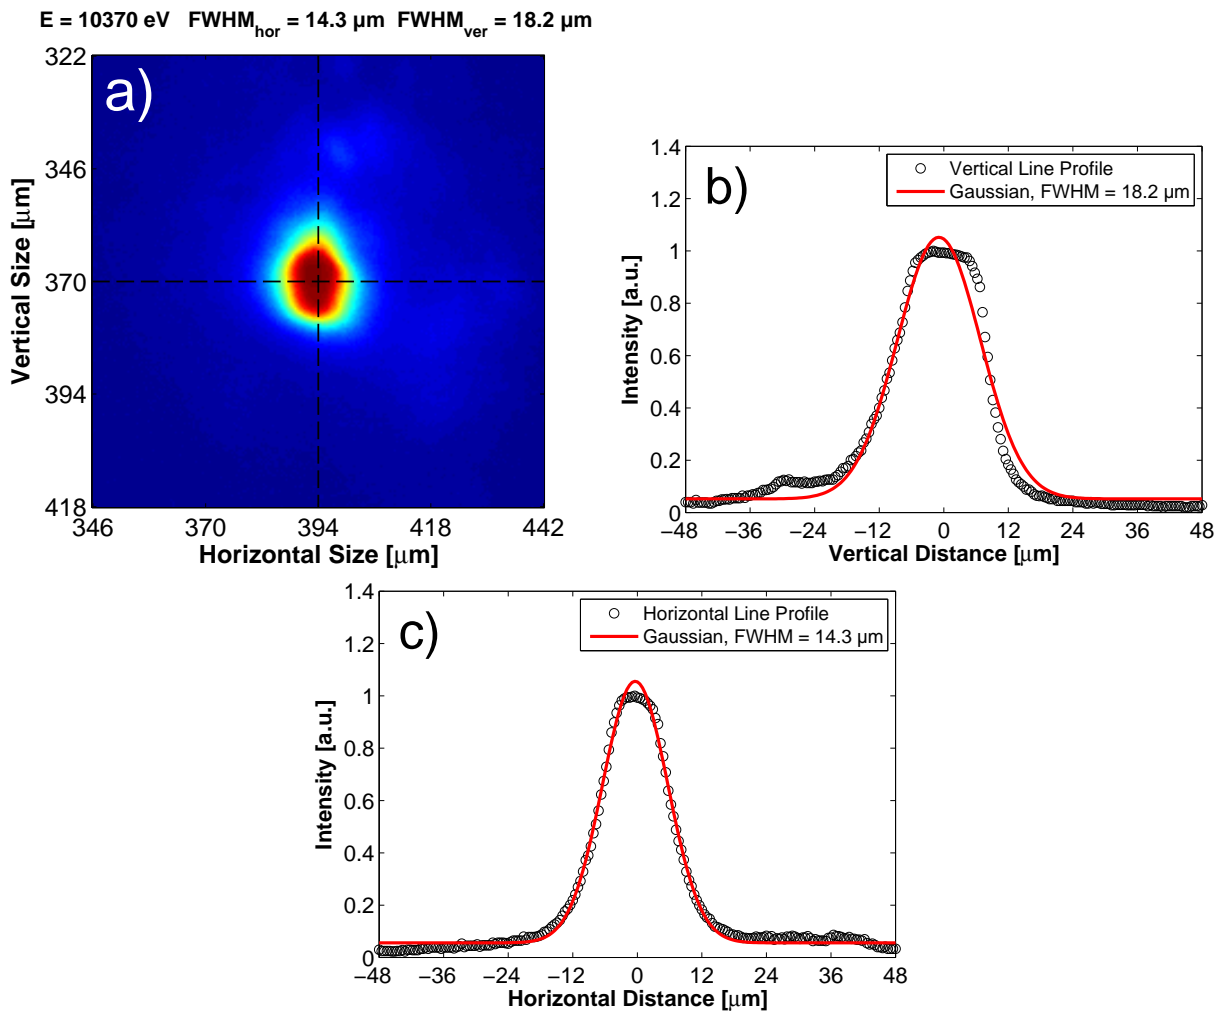 E = 10370 eV FWHM_hor = 14.3 µm FWHM_ver = 18.2 µm
a)
322
346
370
394
418
Vertical Size [µm]
346 370 394 418 442
Horizontal Size [µm]
b)
Vertical Line Profile
Gaussian, FWHM = 18.2 µm
1.4
1.2
1
0.8
0.6
0.4
0.2
0
Intensity [a.u.]
−48 −36 −24 −12 0 12 24 36 48
Vertical Distance [µm]
c)
Horizontal Line Profile
Gaussian, FWHM = 14.3 µm
1.4
1.2
1
0.8
0.6
0.4
0.2
0
Intensity [a.u.]
−48 −36 −24 −12 0 12 24 36 48
Horizontal Distance [µm]